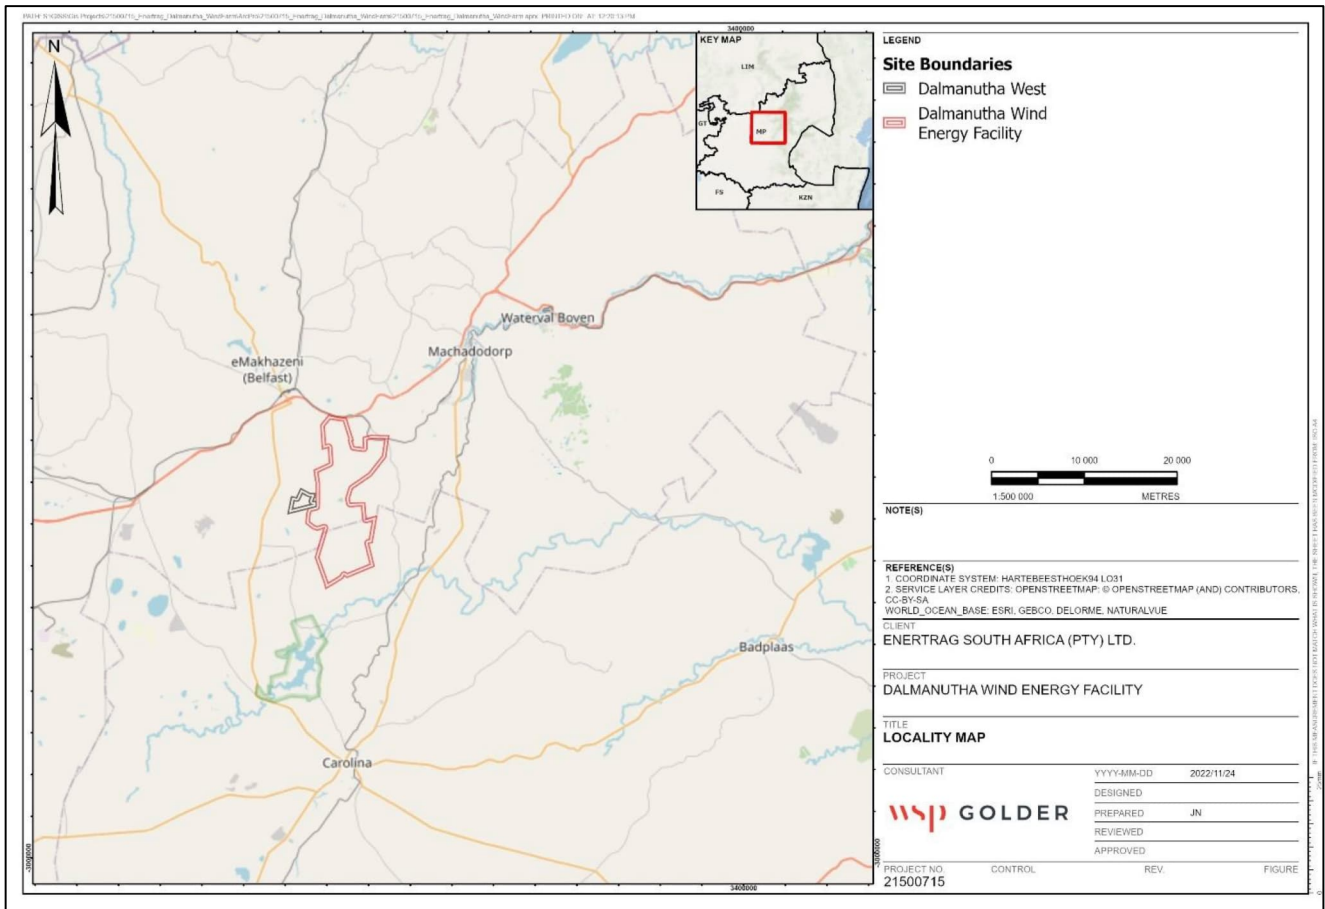 N
3400000
KEY MAP
LIM
GT
MP
FS
KZN
eMakhazeni
(Belfast)
Machadodorp
Waterval Boven
Badplaas
Carolina
-3000000
3400000
-3000000
LEGEND
Site Boundaries
Dalmanutha West
Dalmanutha Wind
Energy Facility
0 10 000 20 000
1:500 000 METRES
NOTE(S)
REFERENCE(S)
1. COORDINATE SYSTEM: HARTEBEESTHOEK94 LO31
2. SERVICE LAYER CREDITS: OPENSTREETMAP: © OPENSTREETMAP (AND) CONTRIBUTORS,
CC-BY-SA
WORLD_OCEAN_BASE: ESRI, GEBCO, DELORME, NATURALVUE
CLIENT
ENERTRAG SOUTH AFRICA (PTY) LTD.
PROJECT
DALMANUTHA WIND ENERGY FACILITY
TITLE
LOCALITY MAP
CONSULTANT
wsp GOLDER
YYYY-MM-DD 2022/11/24
DESIGNED
PREPARED JN
REVIEWED
APPROVED
PROJECT NO. CONTROL REV. FIGURE
21500715